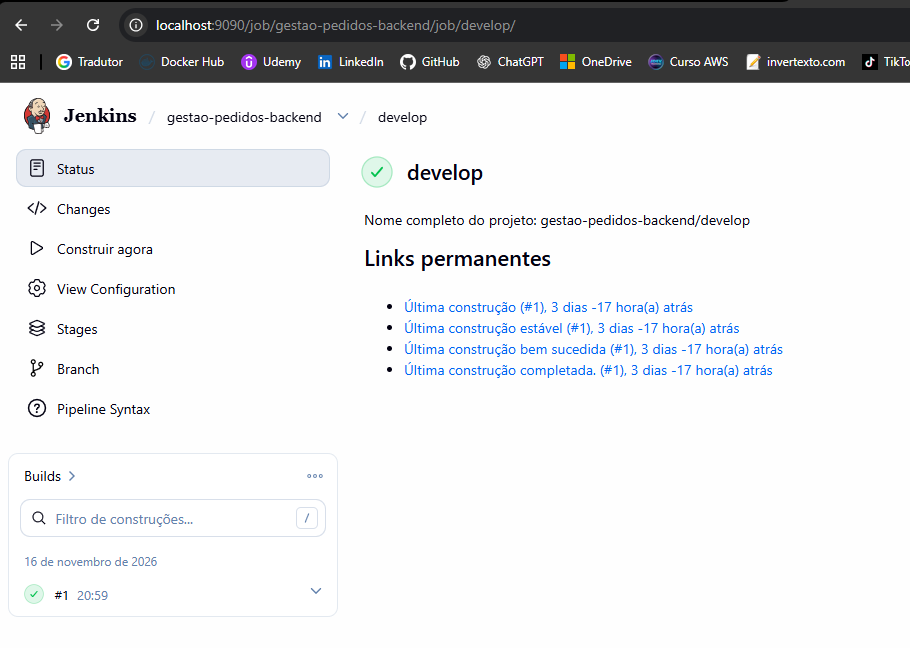 localhost:9090/job/gestao-pedidos-backend/job/develop/
Tradutor Docker Hub Udemy LinkedIn GitHub ChatGPT OneDrive Curso AWS invertexto.com TikTo
Jenkins / gestao-pedidos-backend / develop
Status
Changes
Construir agora
View Configuration
Stages
Branch
Pipeline Syntax
Builds
Filtro de construções... /
16 de novembro de 2026
#1 20:59
develop
Nome completo do projeto: gestao-pedidos-backend/develop
Links permanentes
Última construção (#1), 3 dias -17 hora(a) atrás
Última construção estável (#1), 3 dias -17 hora(a) atrás
Última construção bem sucedida (#1), 3 dias -17 hora(a) atrás
Última construção completada. (#1), 3 dias -17 hora(a) atrás